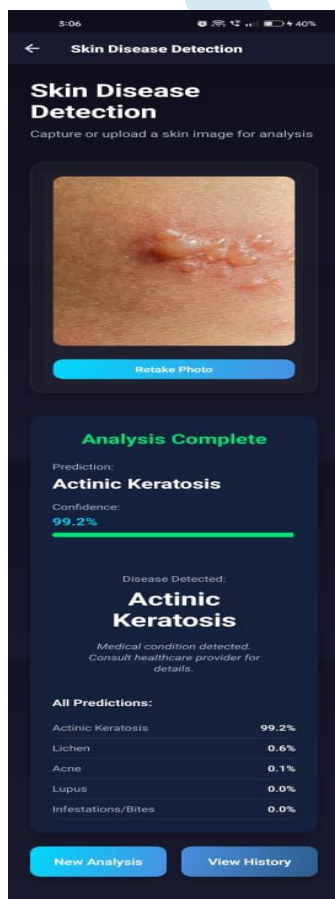 3:06
40%
Skin Disease Detection
Skin Disease
Detection
Capture or upload a skin image for analysis
Retake Photo
Analysis Complete
Prediction:
Actinic Keratosis
Confidence:
99.2%
Disease Detected:
Actinic
Keratosis
Medical condition detected.
Consult healthcare provider for
details.
All Predictions:
Actinic Keratosis 99.2%
Lichen 0.6%
Acne 0.1%
Lupus 0.0%
Infestations/Bites 0.0%
New Analysis
View History